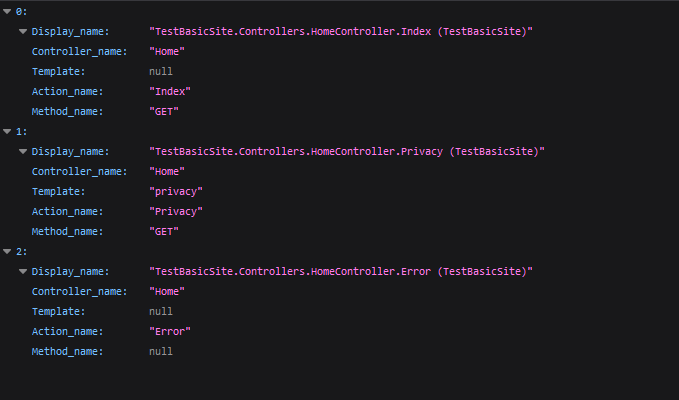 0:
Display_name: "TestBasicSite.Controllers.HomeController.Index (TestBasicSite)"
Controller_name: "Home"
Template: null
Action_name: "Index"
Method_name: "GET"
1:
Display_name: "TestBasicSite.Controllers.HomeController.Privacy (TestBasicSite)"
Controller_name: "Home"
Template: "privacy"
Action_name: "Privacy"
Method_name: "GET"
2:
Display_name: "TestBasicSite.Controllers.HomeController.Error (TestBasicSite)"
Controller_name: "Home"
Template: null
Action_name: "Error"
Method_name: null